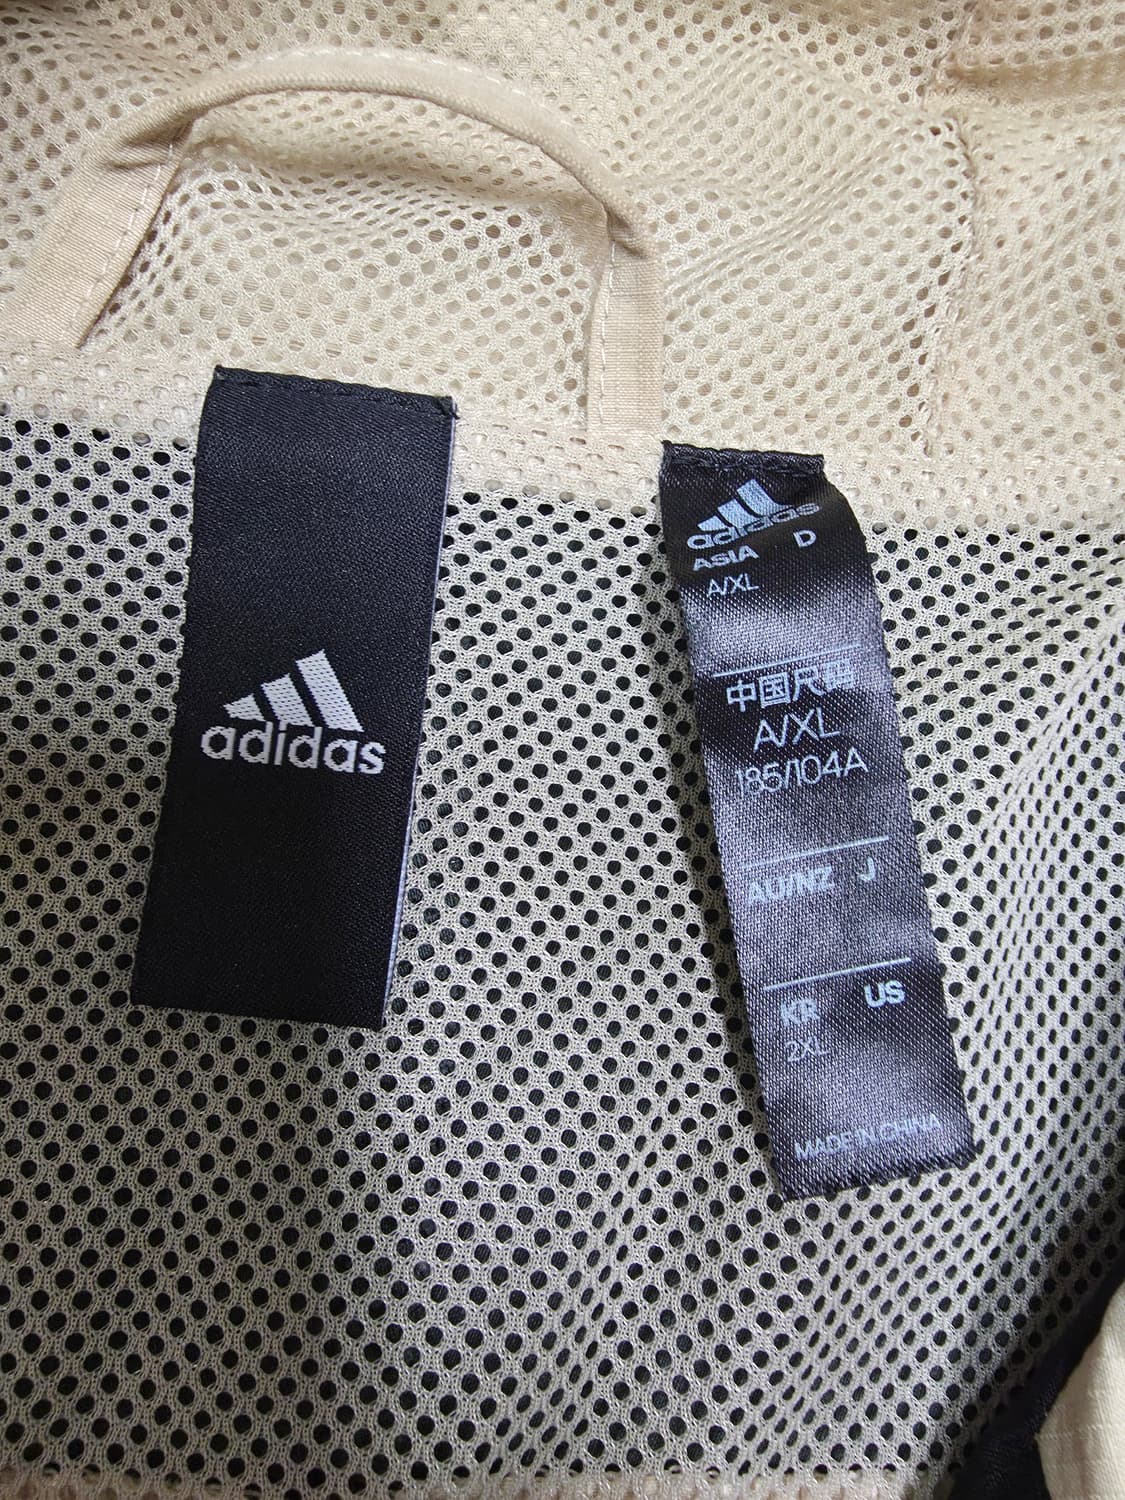 adidas
adidas
ASIA D
A/XL
中国尺码
A/XL
185/104A
AU/NZ J
KR US
2XL
MADE IN CHINA